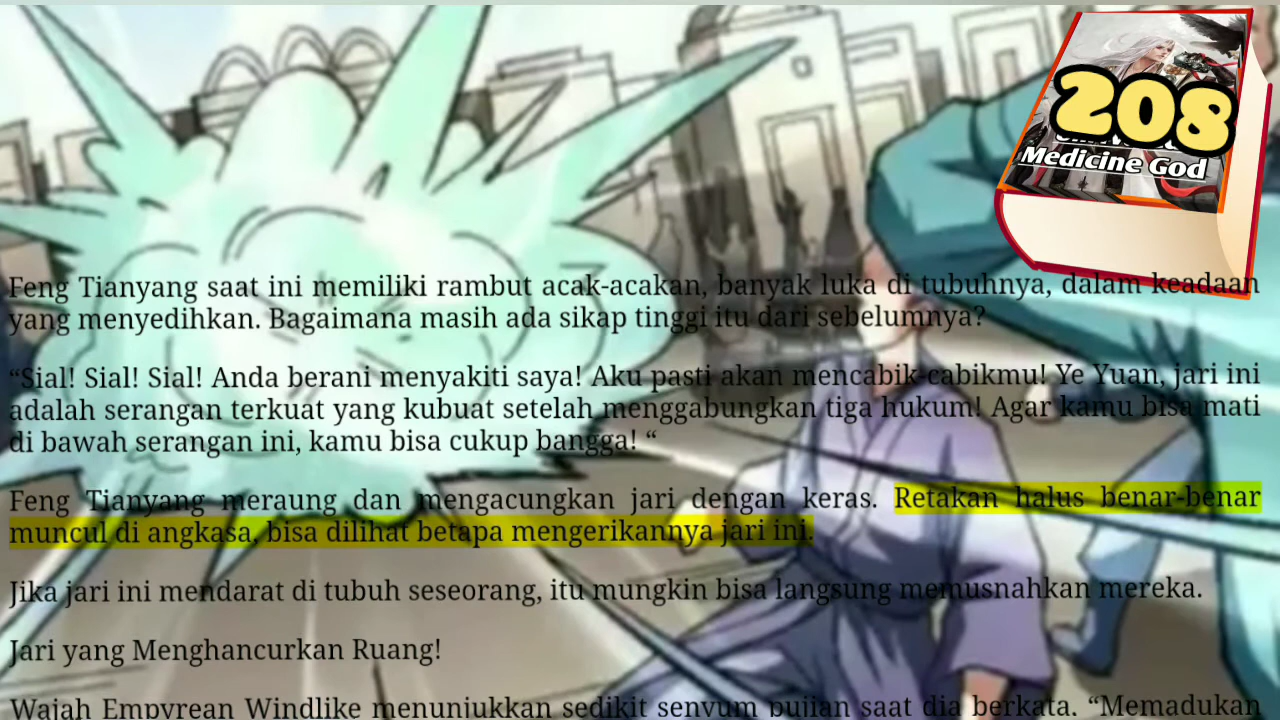 208
Medicine God
Feng Tianyang saat ini memiliki rambut acak-acakan, banyak luka di tubuhnya, dalam keadaan
yang menyedihkan. Bagaimana masih ada sikap tinggi itu dari sebelumnya?
“Sial! Sial! Sial! Anda berani menyakiti saya! Aku pasti akan mencabik-cabikmu! Ye Yuan, jari ini
adalah serangan terkuat yang kubuat setelah menggabungkan tiga hukum! Agar kamu bisa mati
di bawah serangan ini, kamu bisa cukup bangga! “
Feng Tianyang meraung dan mengacungkan jari dengan keras. Retakan halus benar-benar
muncul di angkasa, bisa dilihat betapa mengerikannya jari ini.
Jika jari ini mendarat di tubuh seseorang, itu mungkin bisa langsung memusnahkan mereka.
Jari yang Menghancurkan Ruang!
Wajah Empyrean Windlike menunjukkan sedikit senyum pujian saat dia berkata, “Memadukan